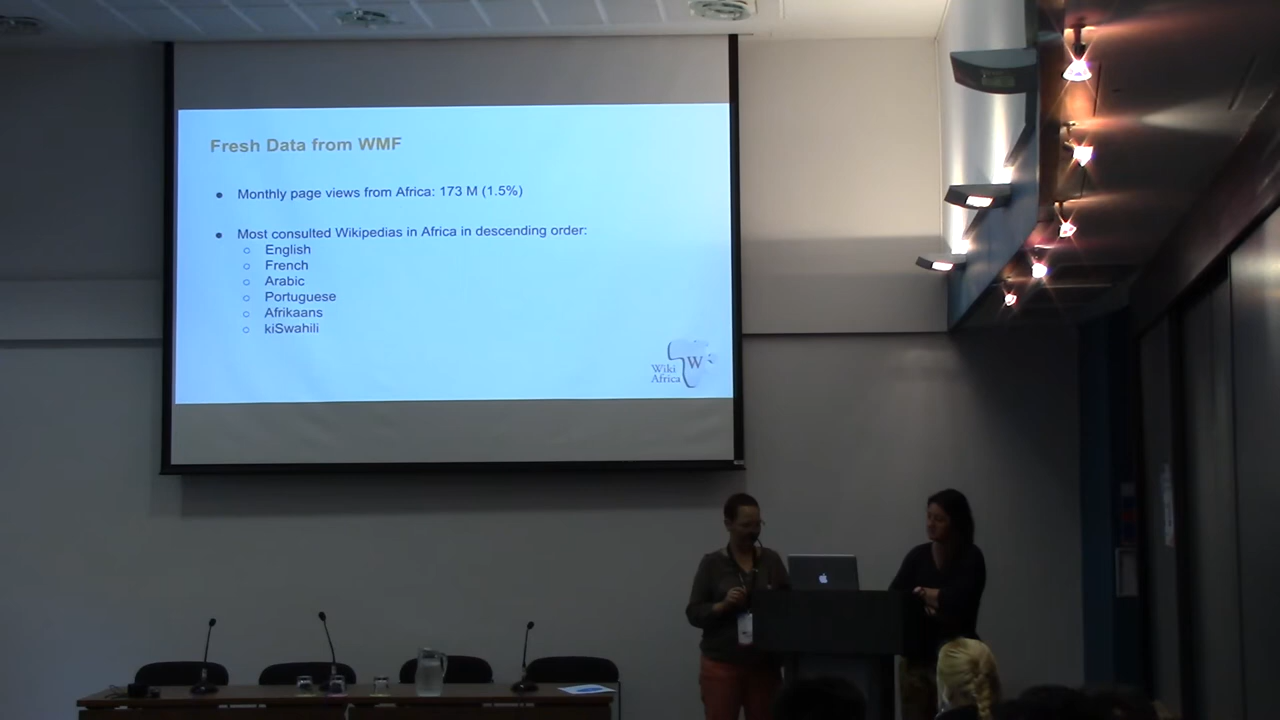 Fresh Data from WMF
Monthly page views from Africa: 173 M (1.5%)
Most consulted Wikipedias in Africa in descending order:
English
French
Arabic
Portuguese
Afrikaans
kiSwahili
Wiki W
Africa